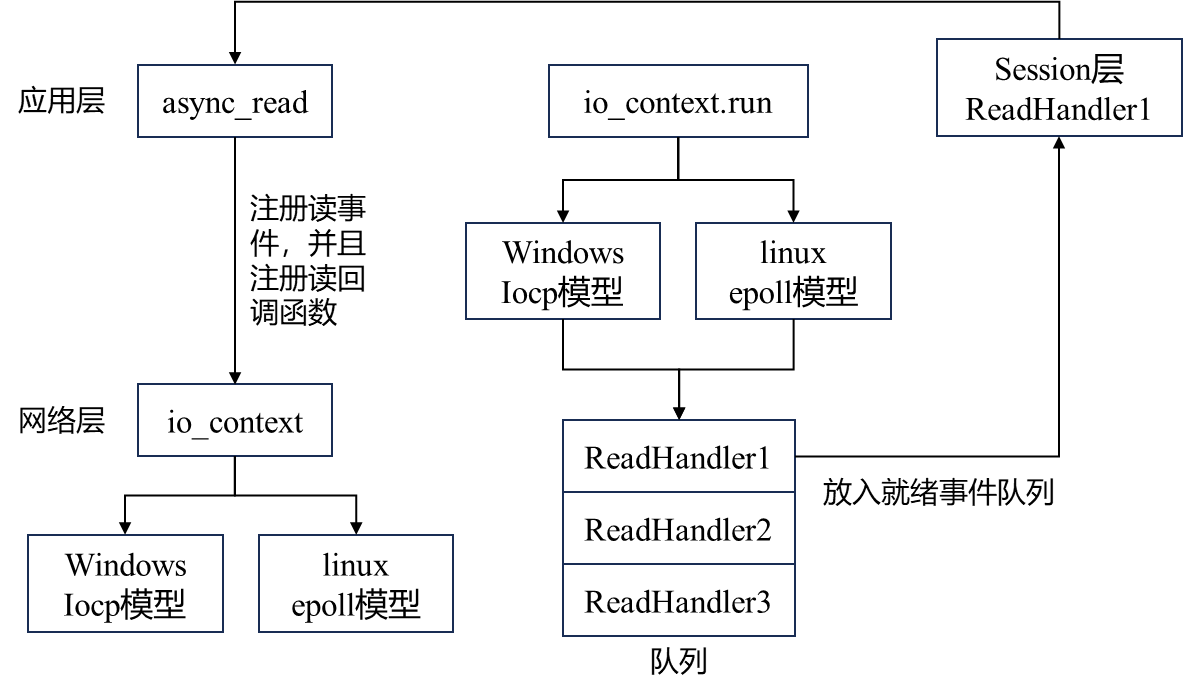 应用层
async_read
io_context.run
Session层
ReadHandler1
注册读事
件，并且
注册读回
调函数
Windows
Iocp模型
linux
epoll模型
网络层
io_context
ReadHandler1
ReadHandler2
ReadHandler3
放入就绪事件队列
Windows
Iocp模型
linux
epoll模型
队列